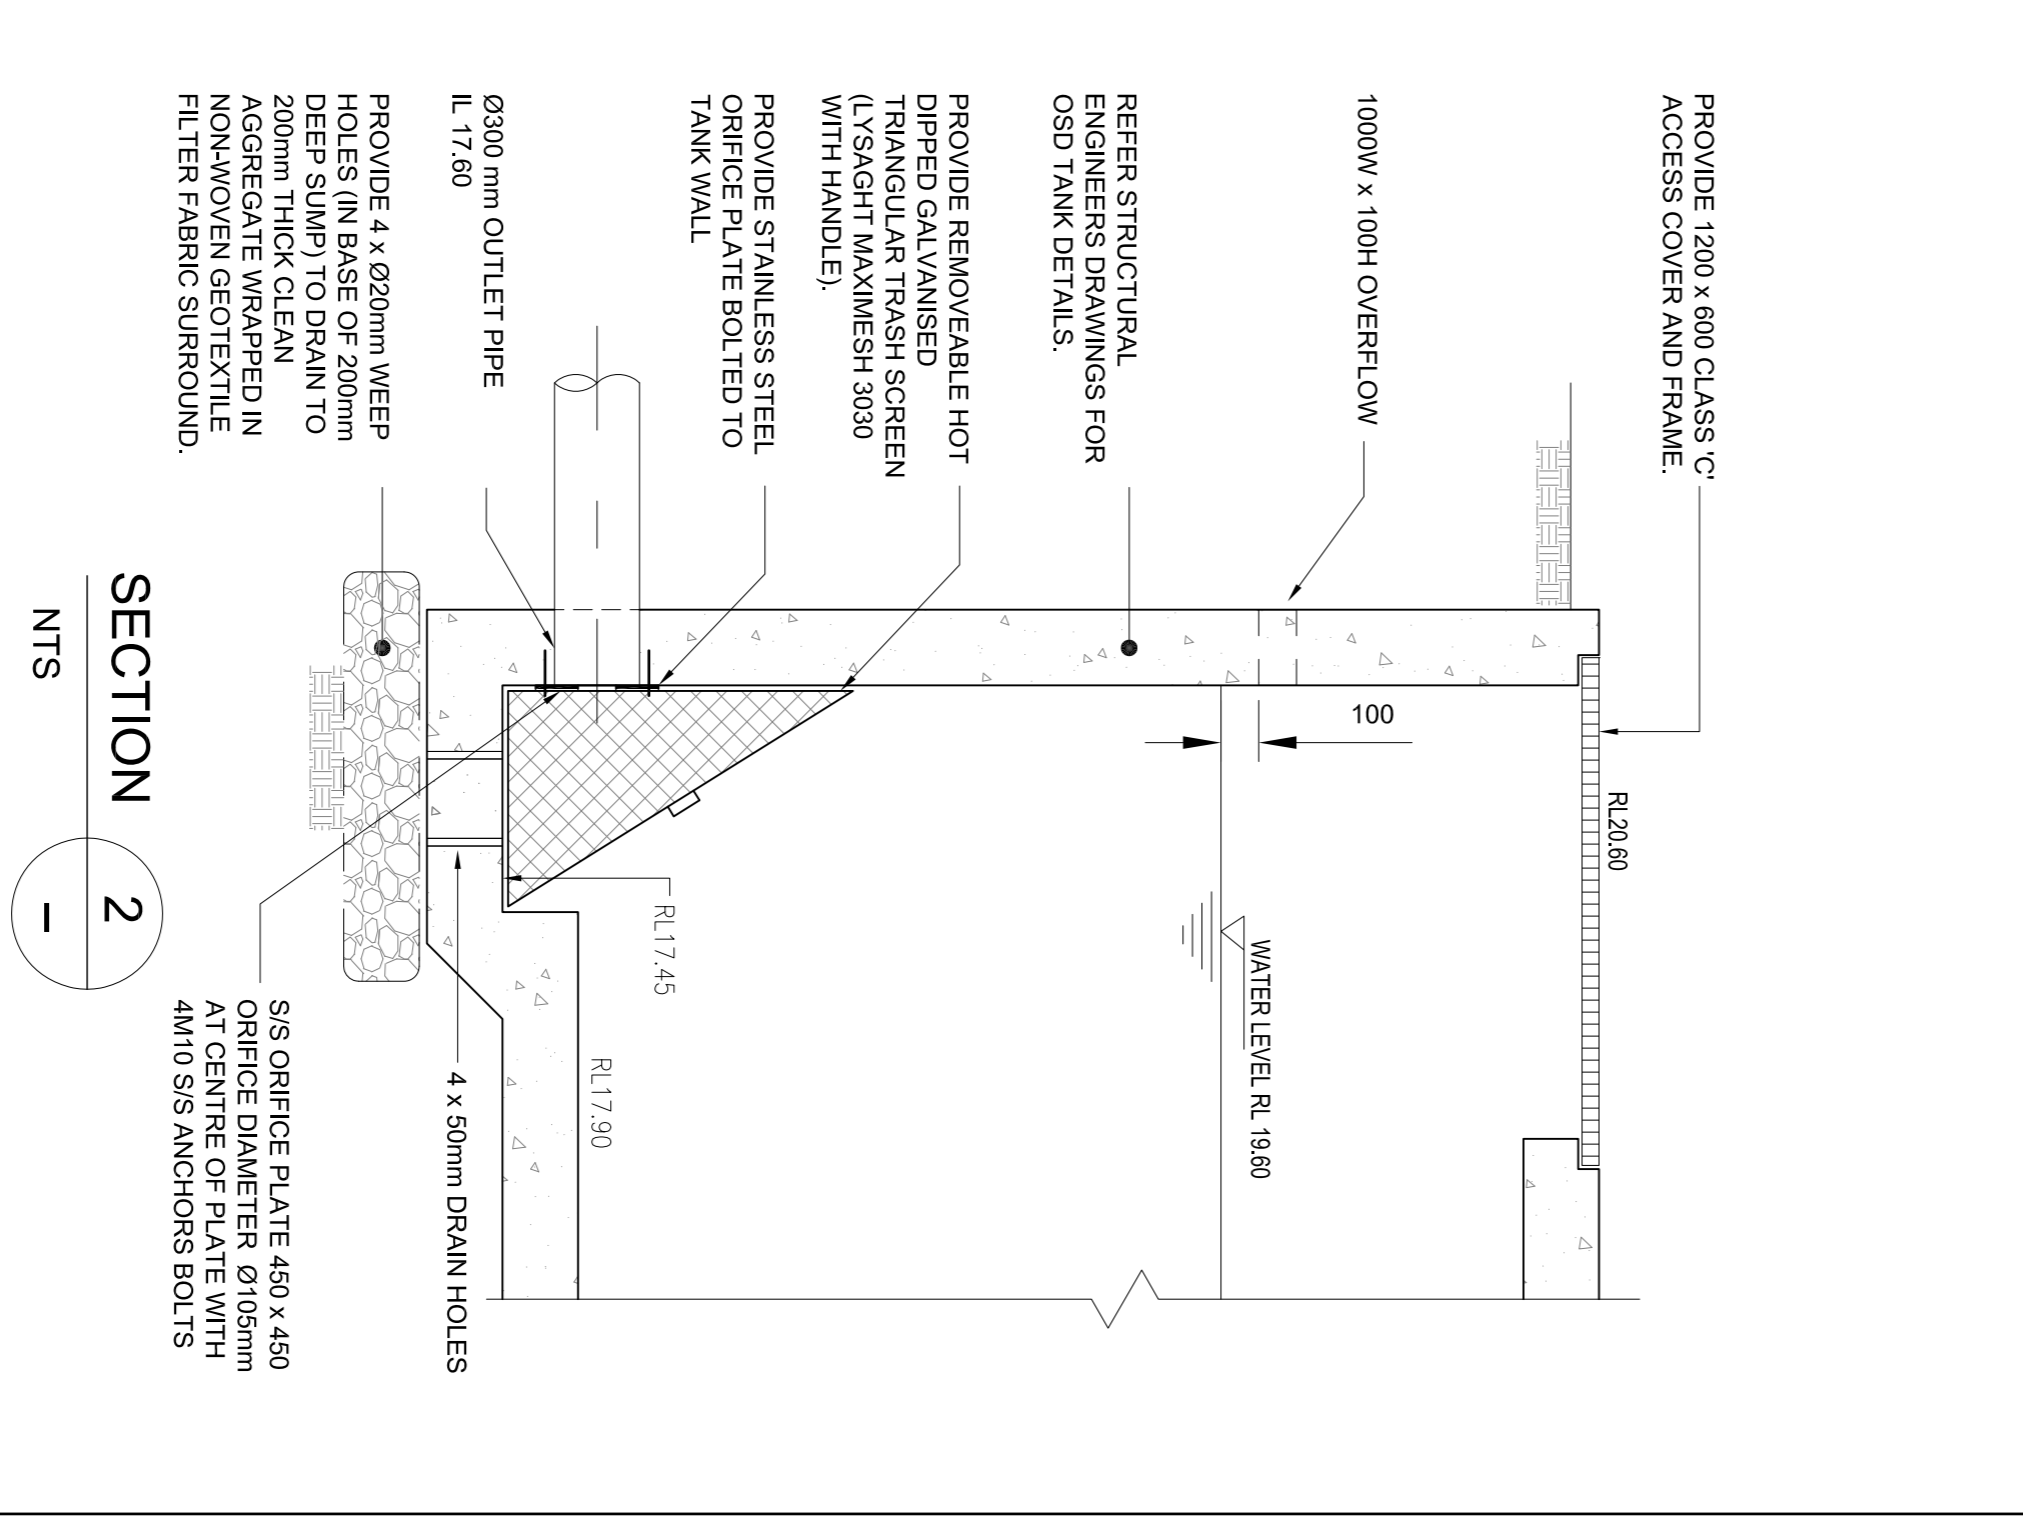 PROVIDE 1200 x 600 CLASS 'C'
ACCESS COVER AND FRAME.
1000W x 100H OVERFLOW
REFER STRUCTURAL
ENGINEERS DRAWINGS FOR
OSD TANK DETAILS.
PROVIDE REMOVEABLE HOT
DIPPED GALVANISED
TRIANGULAR TRASH SCREEN
(LYSAGHT MAXIMESH 3030
WITH HANDLE).
PROVIDE STAINLESS STEEL
ORIFICE PLATE BOLTED TO
TANK WALL
Ø300 mm OUTLET PIPE
IL 17.60
PROVIDE 4 x Ø20mm WEEP
HOLES (IN BASE OF 200mm
DEEP SUMP) TO DRAIN TO
200mm THICK CLEAN
AGGREGATE WRAPPED IN
NON-WOVEN GEOTEXTILE
FILTER FABRIC SURROUND.
RL20.60
100
WATER LEVEL RL 19.60
RL17.45
RL17.90
4 x 50mm DRAIN HOLES
S/S ORIFICE PLATE 450 x 450
ORIFICE DIAMETER Ø105mm
AT CENTRE OF PLATE WITH
4M10 S/S ANCHORS BOLTS
SECTION
2
NTS
-